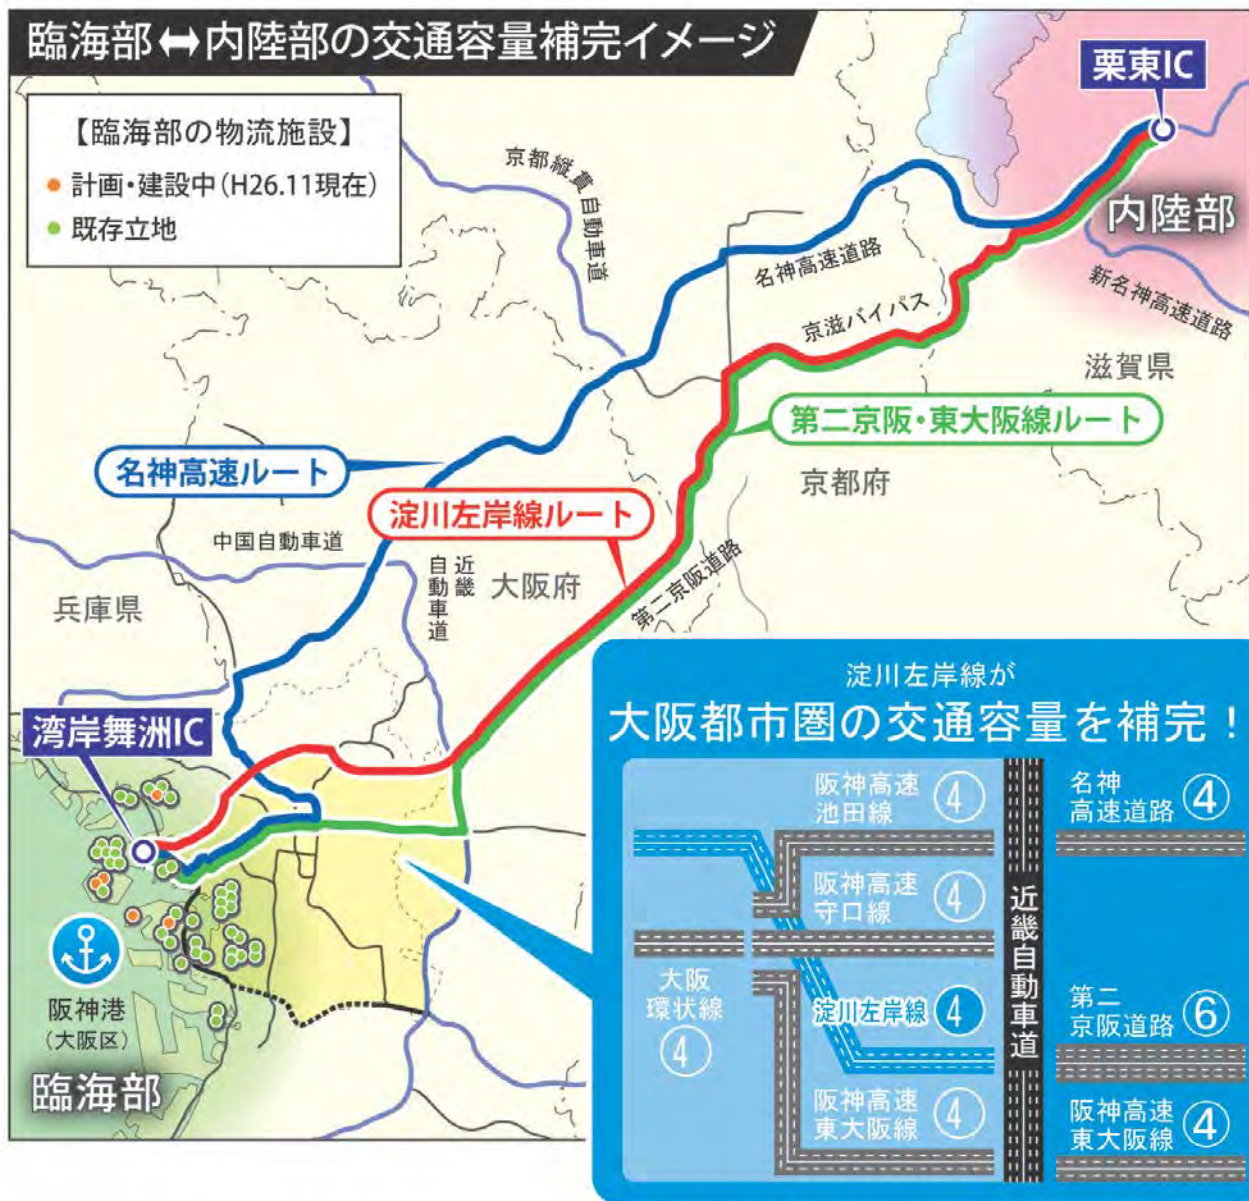 臨海部⬌内陸部の交通容量補完イメージ
【臨海部の物流施設】
● 計画・建設中(H26.11現在)
● 既存立地
栗東IC
内陸部
京都縦貫自動車道
名神高速道路
京滋バイパス
新名神高速道路
滋賀県
第二京阪・東大阪線ルート
名神高速ルート
京都府
淀川左岸線ルート
中国自動車道
近畿
自動車道
大阪府
第二京阪道路
兵庫県
湾岸舞洲IC
阪神港
(大阪区)
臨海部
淀川左岸線が
大阪都市圏の交通容量を補完!
阪神高速
池田線 ④
名神
高速道路 ④
阪神高速
守口線 ④
近畿自動車道
大阪
環状線
④
淀川左岸線 ④
第二
京阪道路 ⑥
阪神高速
東大阪線 ④
阪神高速
東大阪線 ④